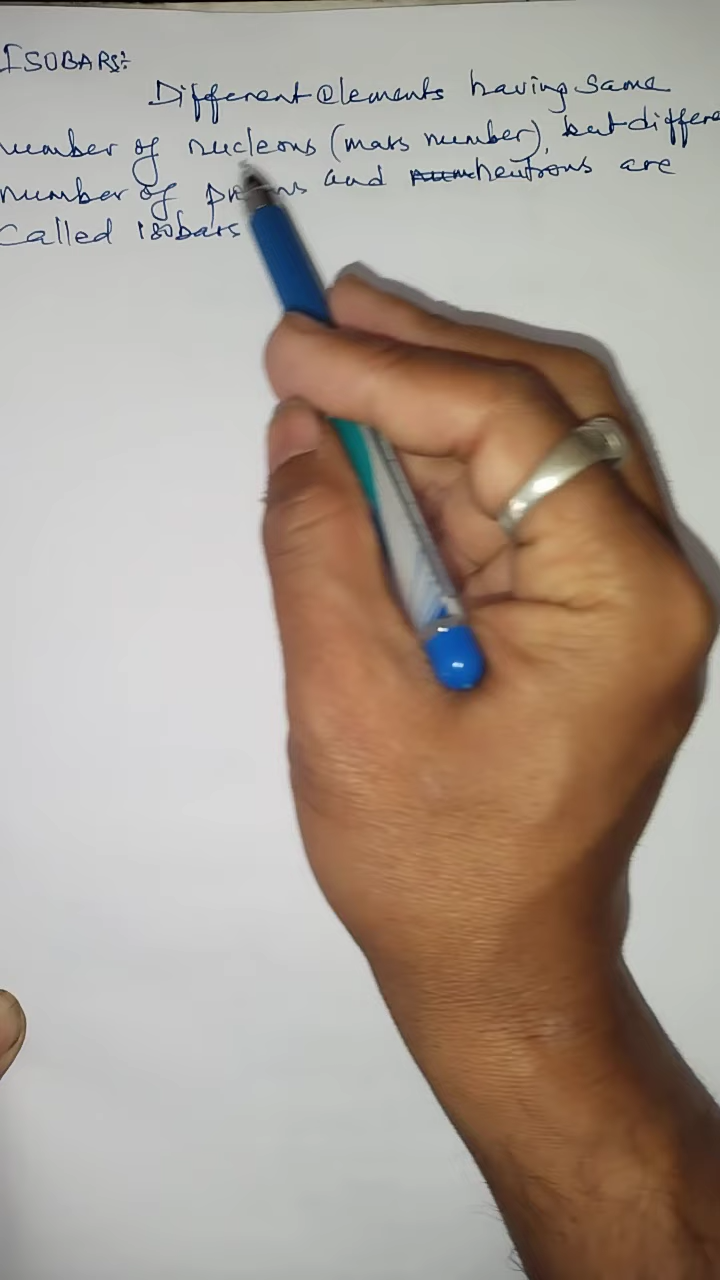 ISOBARS:-
Different elements having same
number of nucleons (mass number), but differe
number of and neutrons are
called isobars